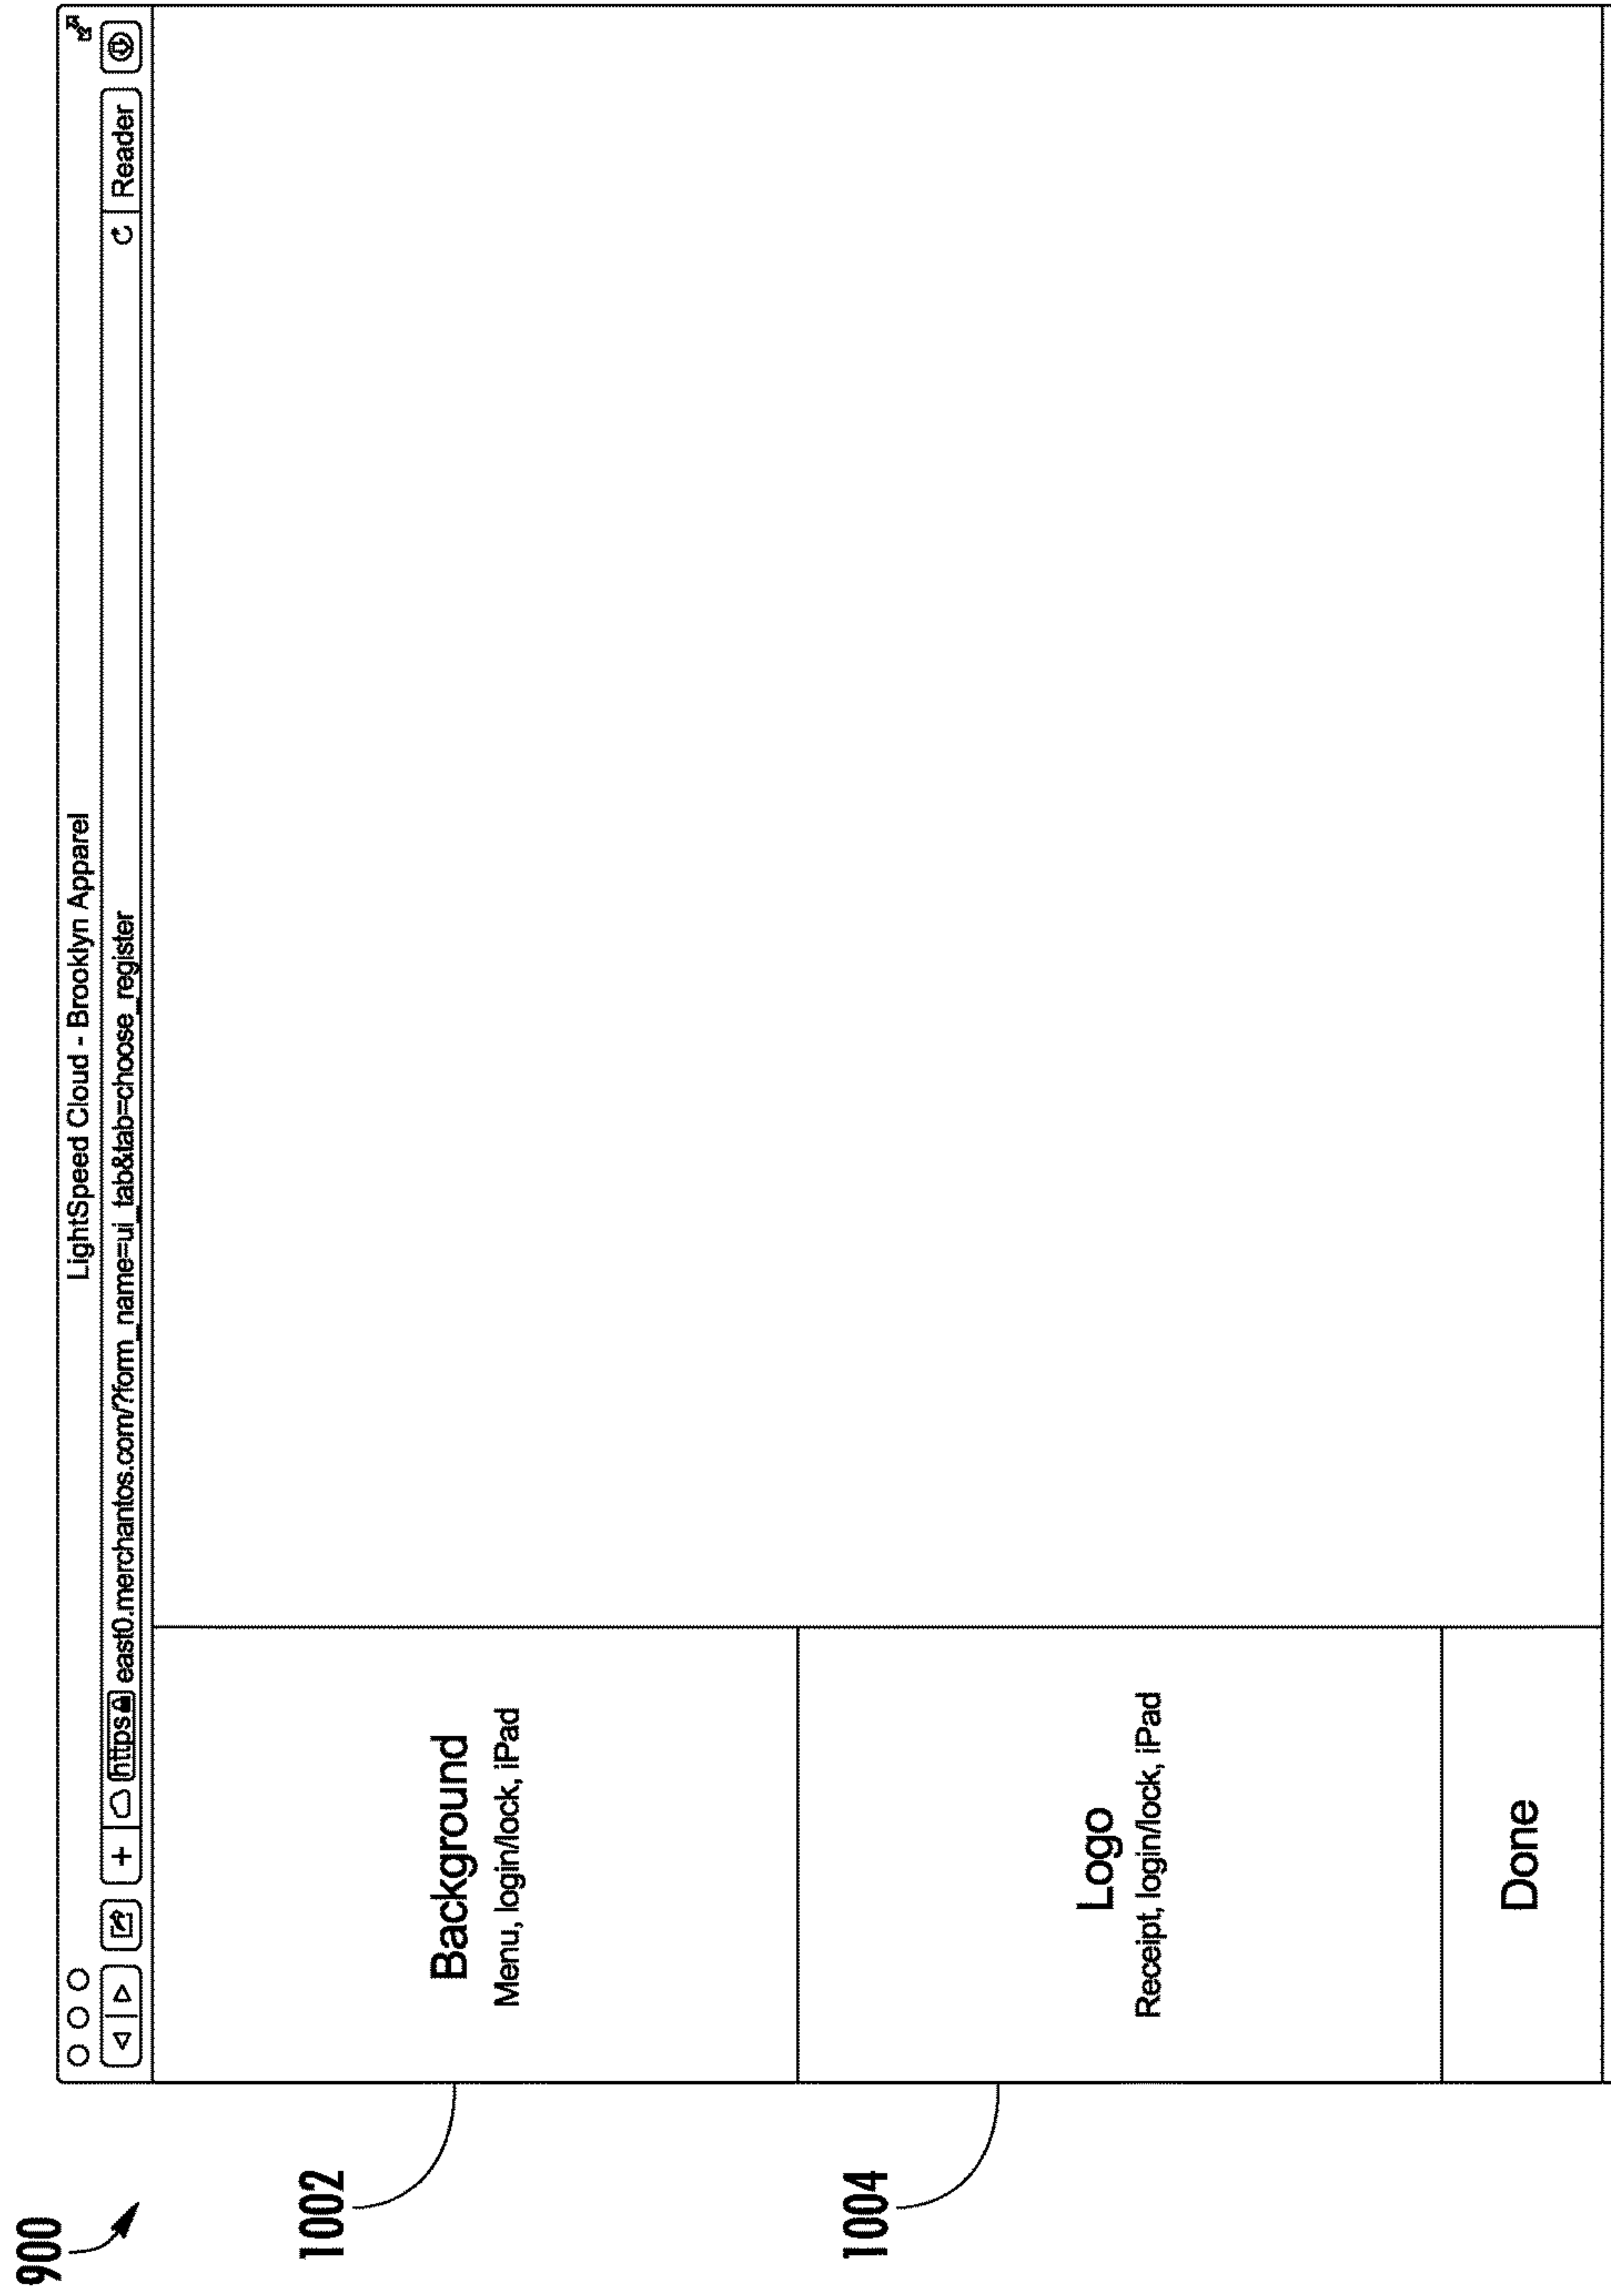 900
LightSpeed Cloud - Brooklyn Apparel
https east0.merchantos.com/?form_name=ui_tab&tab=choose_register
Reader
1002
Background
Menu, login/lock, iPad
1004
Logo
Receipt, login/lock, iPad
Done